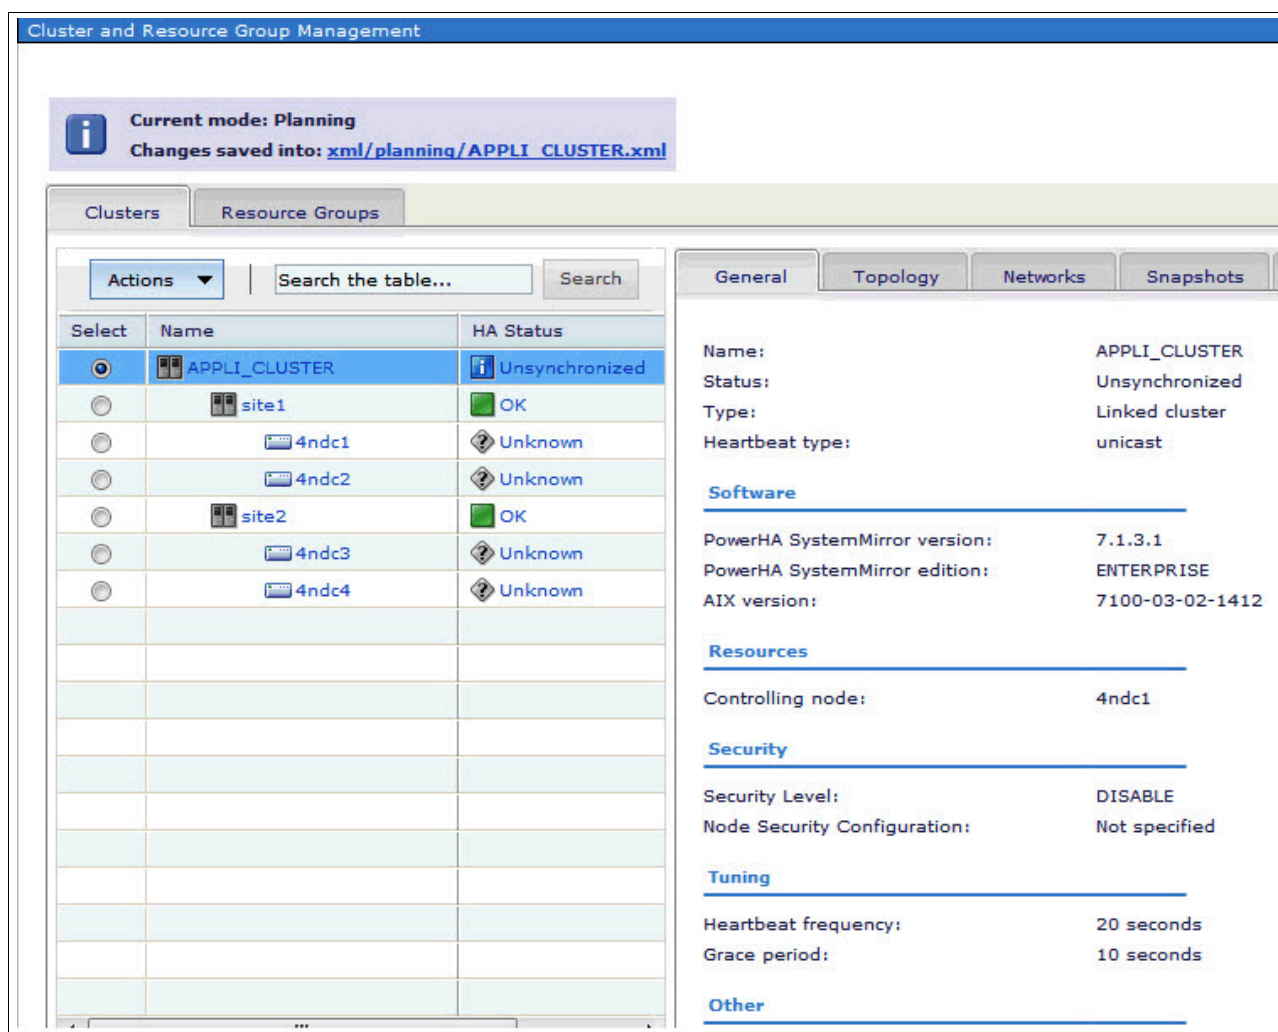 Cluster and Resource Group Management
Current mode: Planning
Changes saved into: xml/planning/APPLI_CLUSTER.xml
Clusters Resource Groups
Actions Search the table... Search
Select Name HA Status
APPLI_CLUSTER Unsynchronized
site1 OK
4ndc1 Unknown
4ndc2 Unknown
site2 OK
4ndc3 Unknown
4ndc4 Unknown
General Topology Networks Snapshots
Name: APPLI_CLUSTER
Status: Unsynchronized
Type: Linked cluster
Heartbeat type: unicast
Software
PowerHA SystemMirror version: 7.1.3.1
PowerHA SystemMirror edition: ENTERPRISE
AIX version: 7100-03-02-1412
Resources
Controlling node: 4ndc1
Security
Security Level: DISABLE
Node Security Configuration: Not specified
Tuning
Heartbeat frequency: 20 seconds
Grace period: 10 seconds
Other